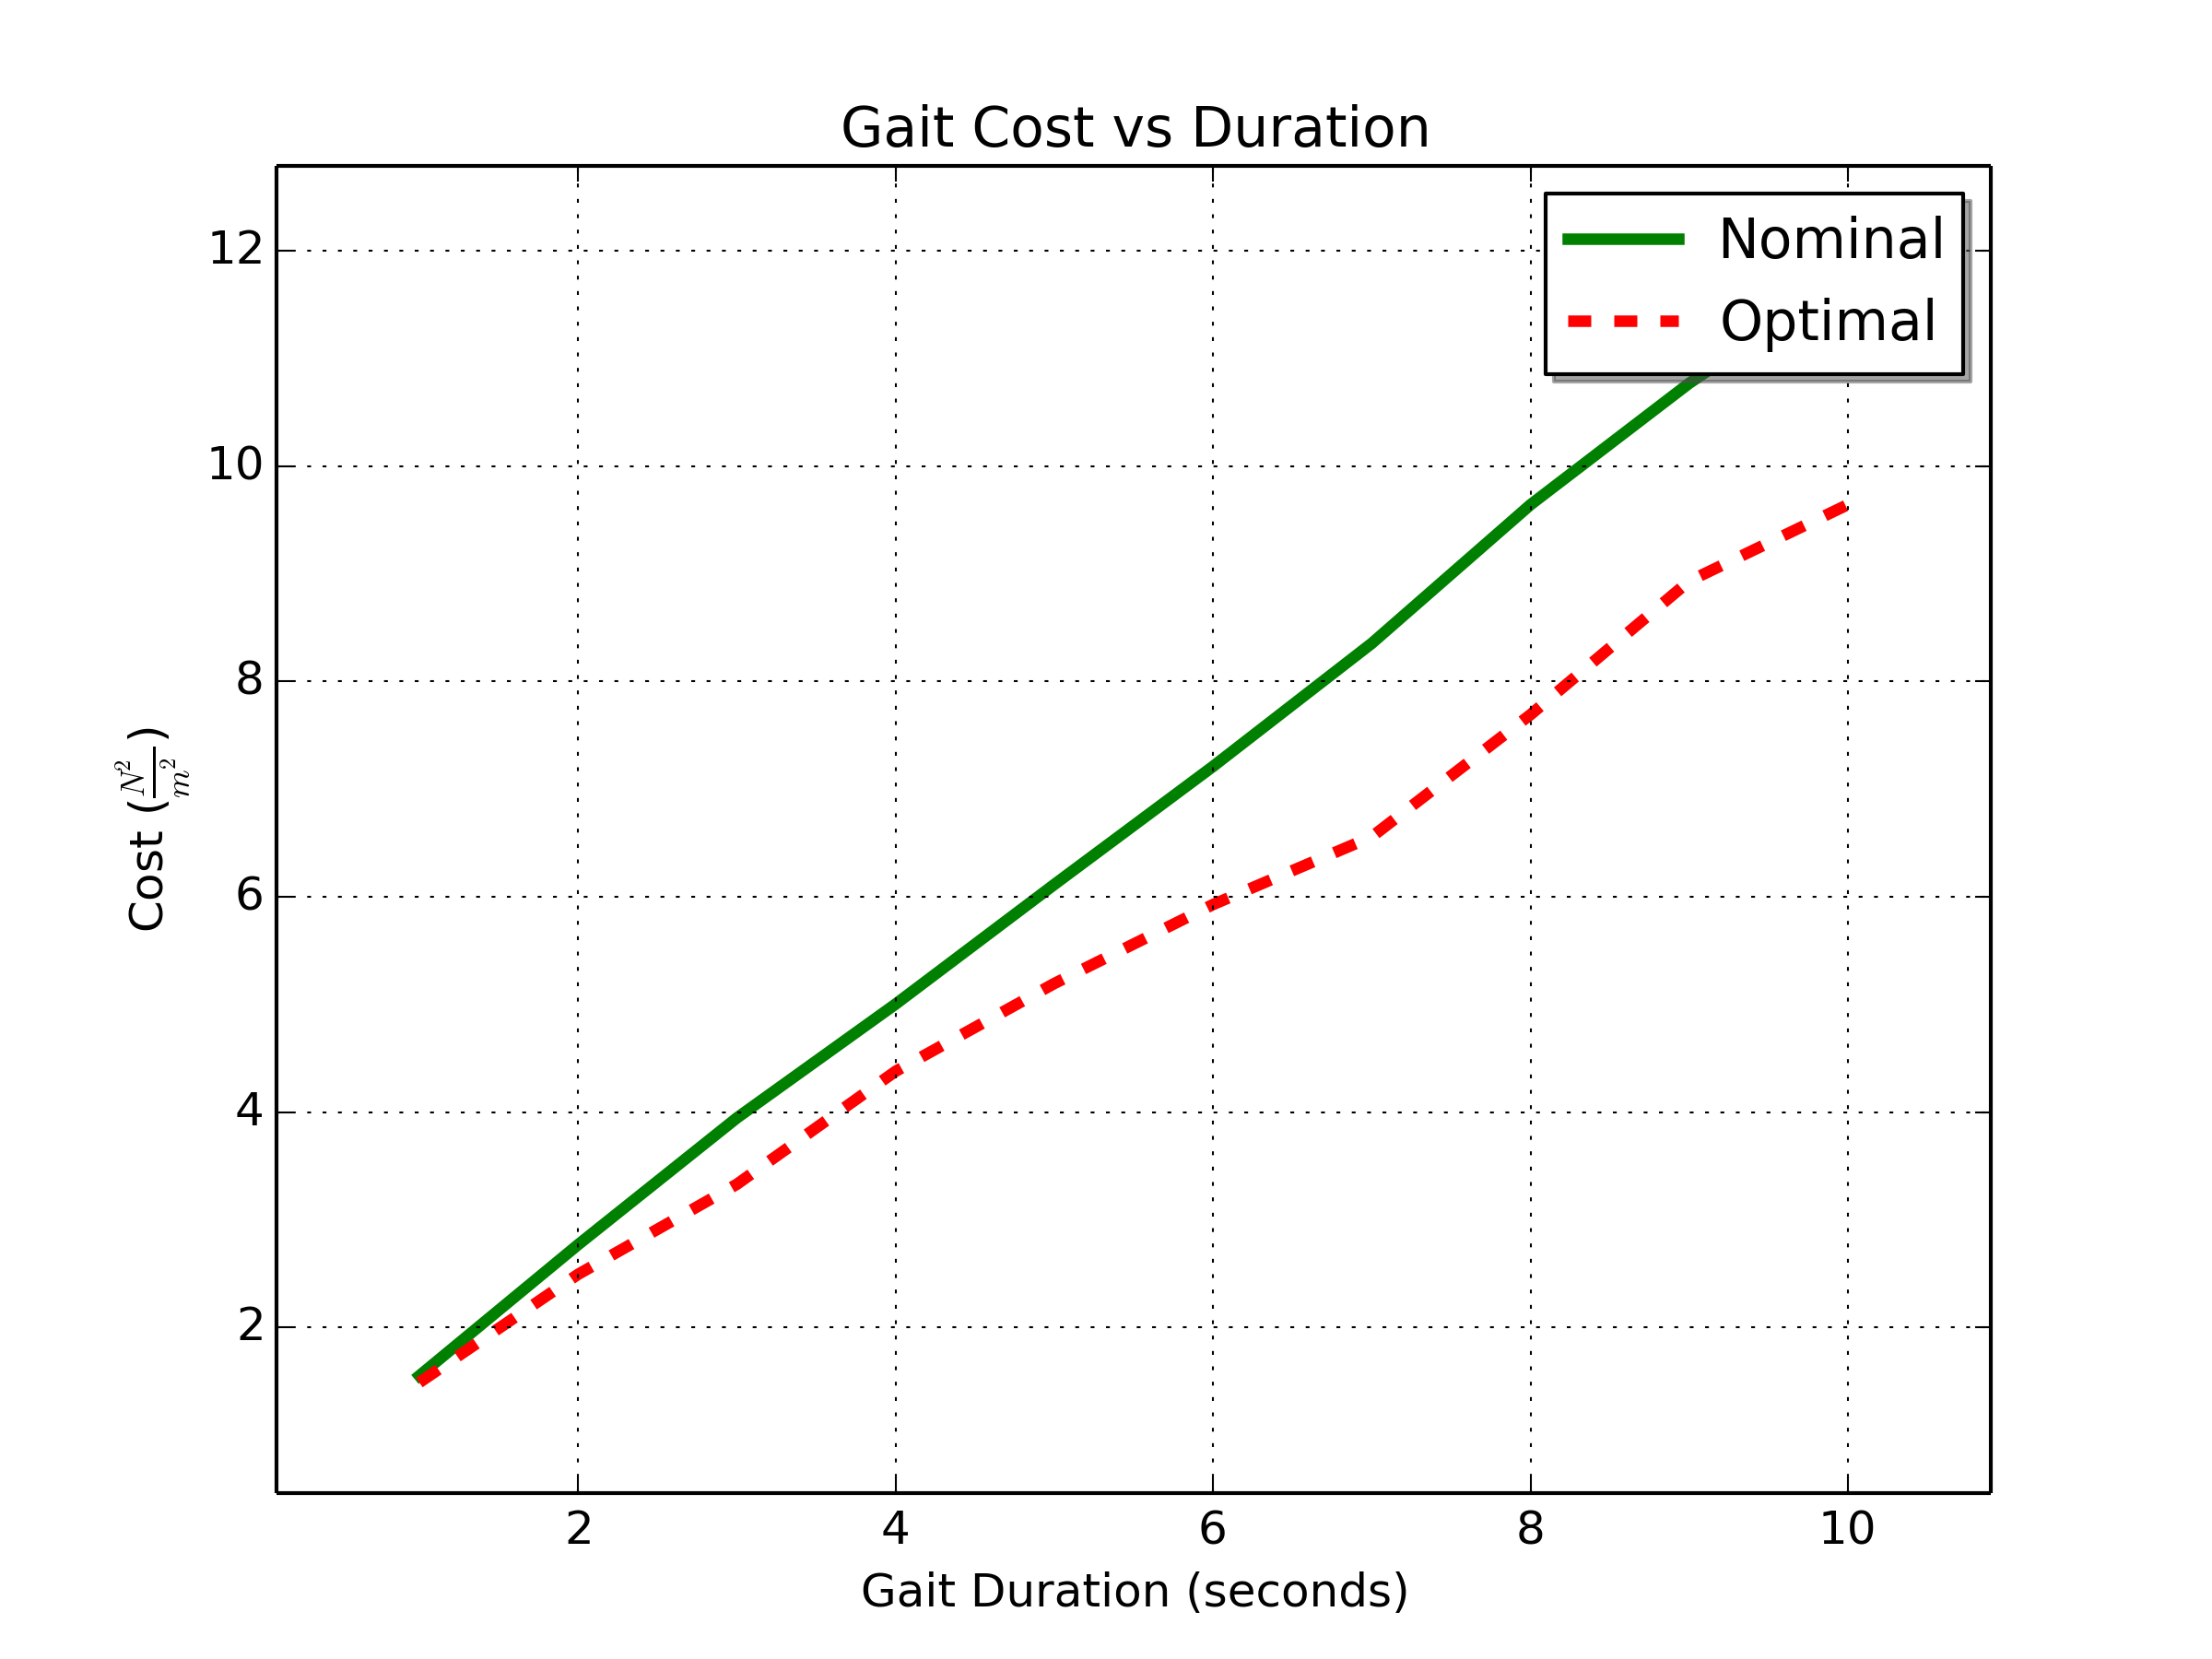 Gait Cost vs Duration
Nominal
Optimal
12
10
8
6
4
2
Cost (N²/m²)
2 4 6 8 10
Gait Duration (seconds)